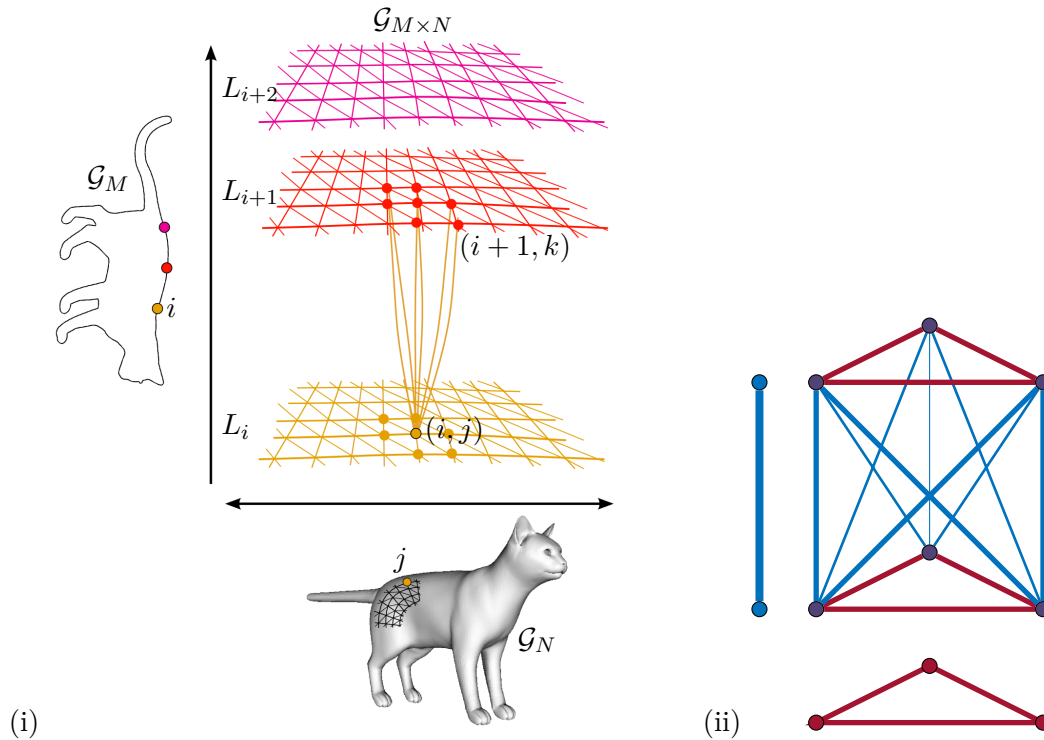 𝒢_{M×N}
L_{i+2}
𝒢_M
L_{i+1}
(i + 1, k)
i
L_i
(i, j)
j
𝒢_N
(i)
(ii)